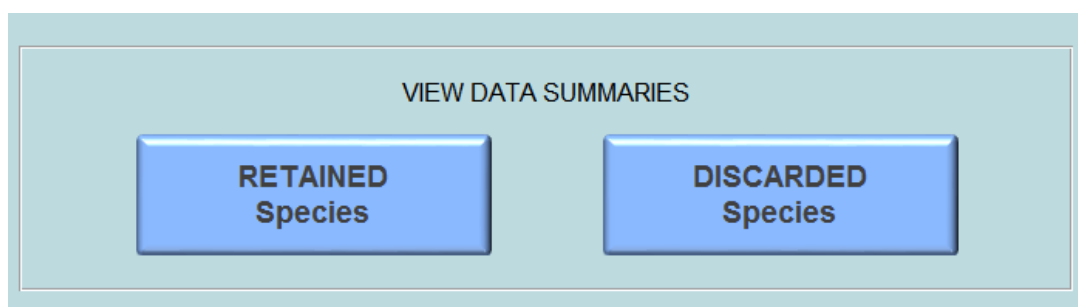 VIEW DATA SUMMARIES
RETAINED
Species
DISCARDED
Species